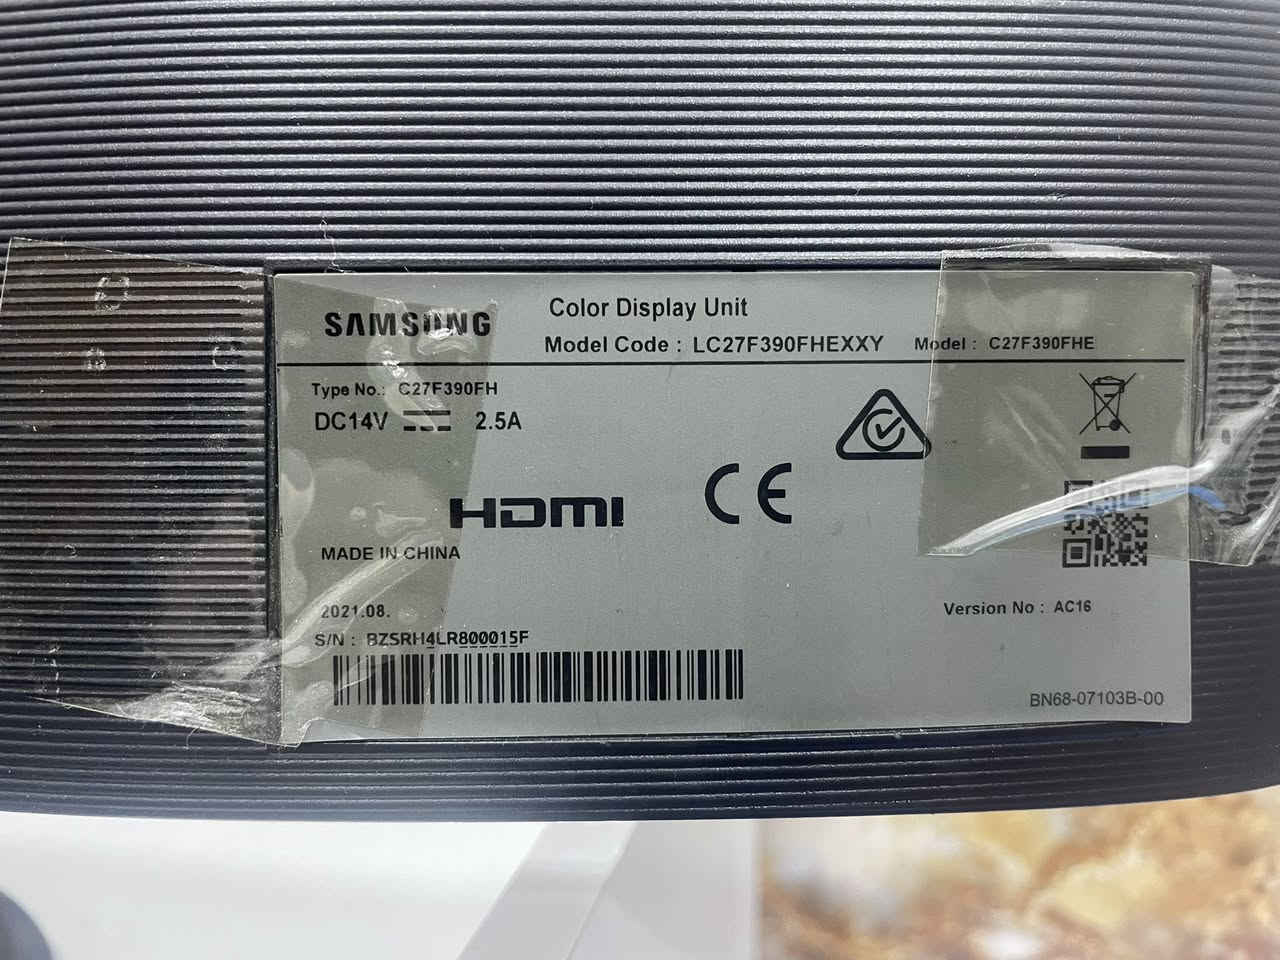 SAMSUNG
Color Display Unit
Model Code : LC27F390FHEXXY Model : C27F390FHE
Type No.: C27F390FH
DC14V 2.5A
HDMI
CE
MADE IN CHINA
2021.08.
S/N : BZSRH4LR800015F
Version No : AC16
BN68-07103B-00